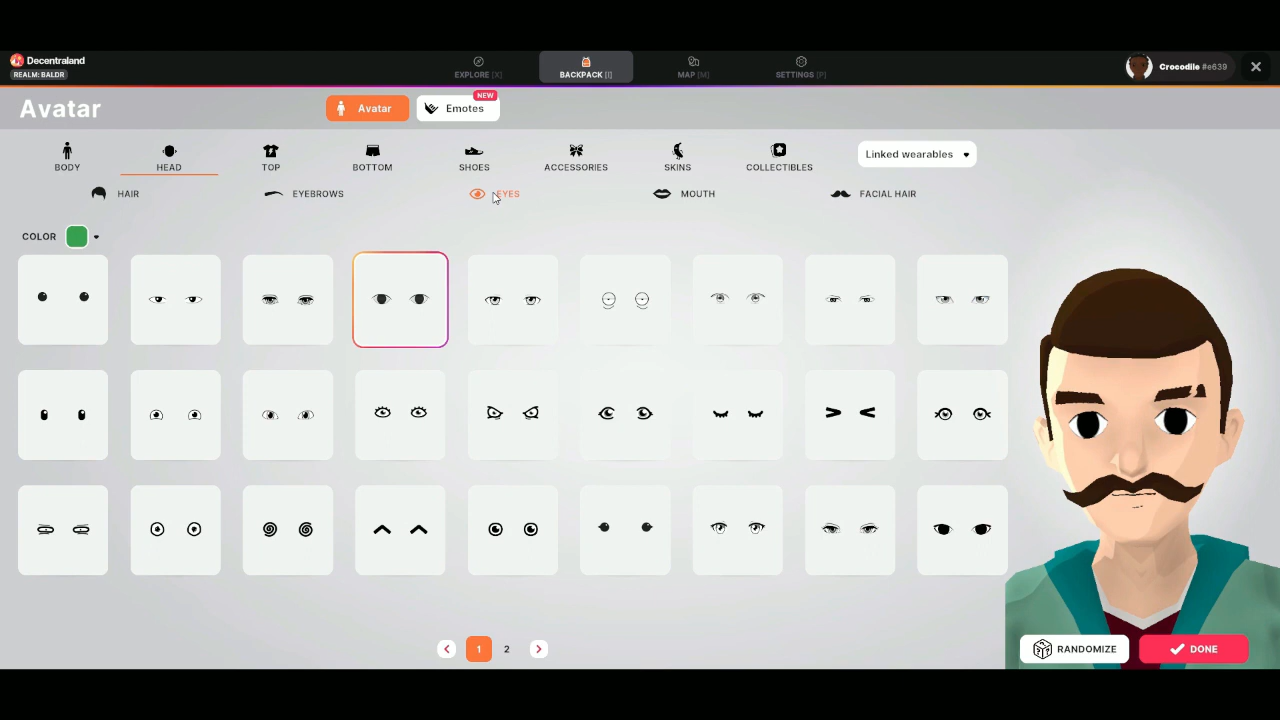 Decentraland
REALM: BALDR
EXPLORE [X]
BACKPACK [I]
MAP [M]
SETTINGS [P]
Crocodile #e639
Avatar
Avatar
Emotes
NEW
BODY
HEAD
TOP
BOTTOM
SHOES
ACCESSORIES
SKINS
COLLECTIBLES
Linked wearables
HAIR
EYEBROWS
EYES
MOUTH
FACIAL HAIR
COLOR
1
2
RANDOMIZE
DONE